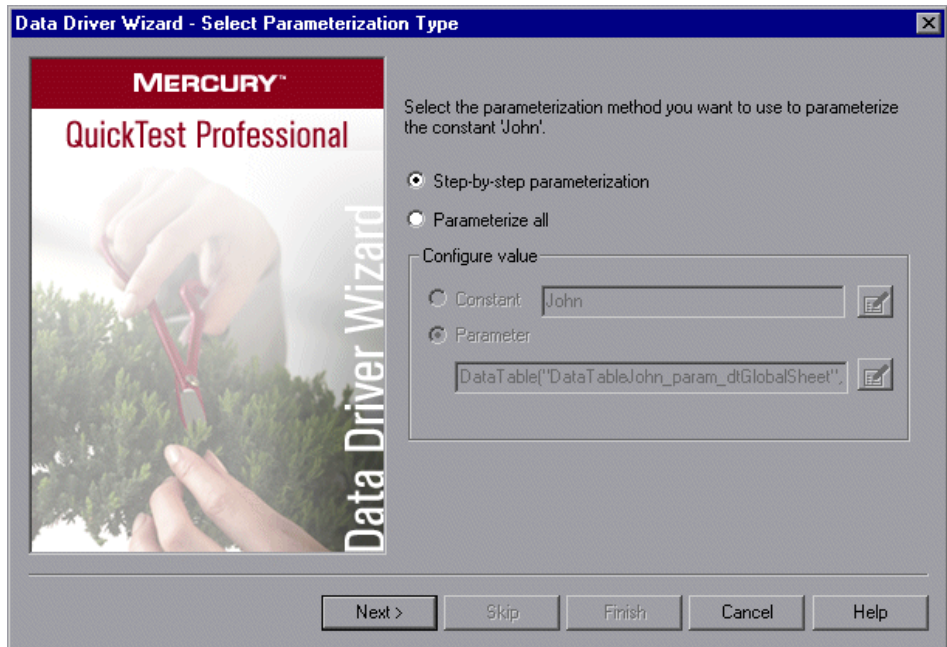 Data Driver Wizard - Select Parameterization Type
MERCURY™
QuickTest Professional
Data Driver Wizard
Select the parameterization method you want to use to parameterize
the constant 'John'.
Step-by-step parameterization
Parameterize all
Configure value
Constant John
Parameter
DataTable("DataTableJohn_param_dtGlobalSheet",
Next > Skip Finish Cancel Help